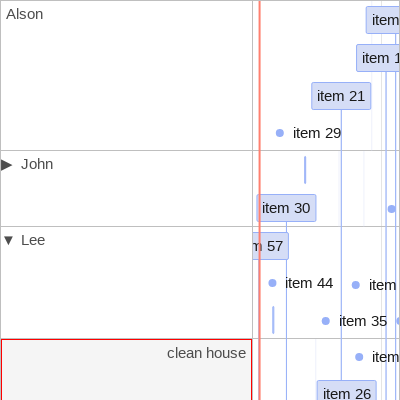 Alson
item
item 1
item 21
item 29
▶ John
item 30
▼ Lee
57
item 44
item
item 35
clean house
item
item 26